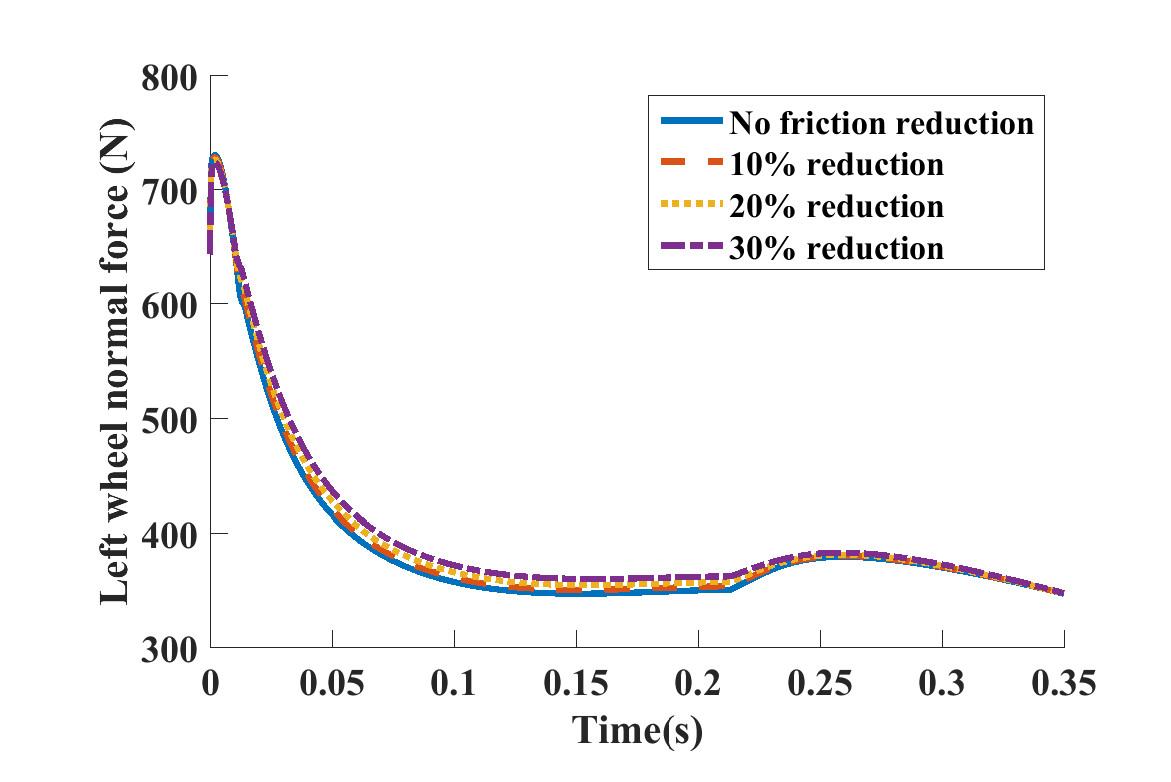 800
700
600
500
400
300
Left wheel normal force (N)
No friction reduction
10% reduction
20% reduction
30% reduction
0 0.05 0.1 0.15 0.2 0.25 0.3 0.35
Time(s)